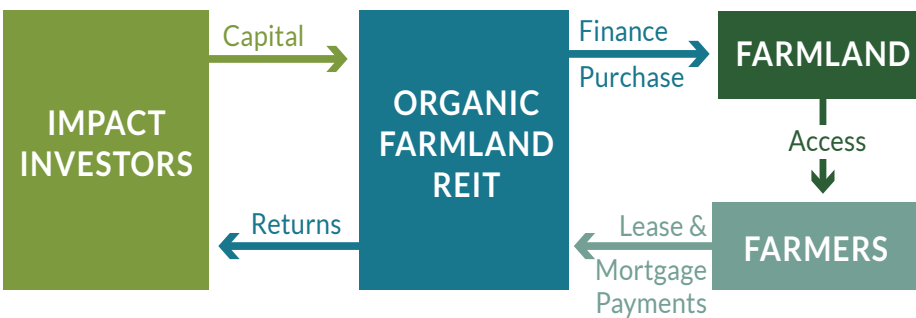 IMPACT
INVESTORS
Capital
Returns
ORGANIC
FARMLAND
REIT
Finance
Purchase
FARMLAND
Access
FARMERS
Lease &
Mortgage
Payments